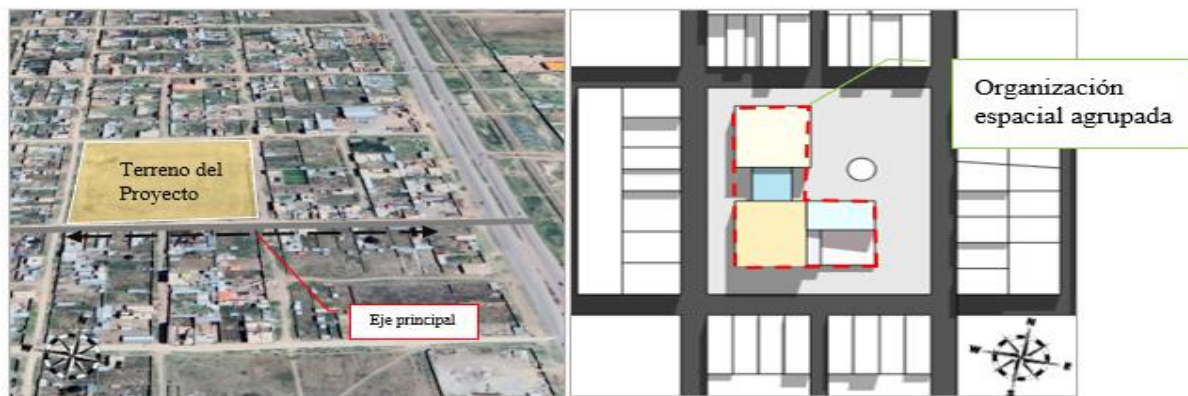 Terreno del
Proyecto
Eje principal
Organización
espacial agrupada